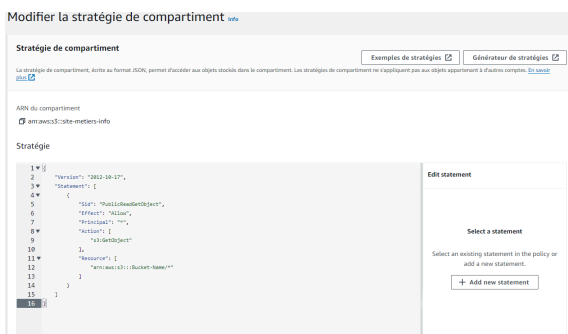 Modifier la stratégie de compartiment Info
Stratégie de compartiment
Exemples de stratégies
Générateur de stratégies
La stratégie de compartiment, écrite au format JSON, permet d'accéder aux objets stockés dans le compartiment. Les stratégies de compartiment ne s'appliquent pas aux objets appartenant à d'autres comptes. En savoir
plus
ARN du compartiment
arn:aws:s3:::site-metiers-info
Stratégie
1 {
2 "Version": "2012-10-17",
3 "Statement": [
4 {
5 "Sid": "PublicReadGetObject",
6 "Effect": "Allow",
7 "Principal": "*",
8 "Action": [
9 "s3:GetObject"
10 ],
11 "Resource": [
12 "arn:aws:s3:::Bucket-Name/*"
13 ]
14 }
15 ]
16 }
Edit statement
Select a statement
Select an existing statement in the policy or
add a new statement.
+ Add new statement